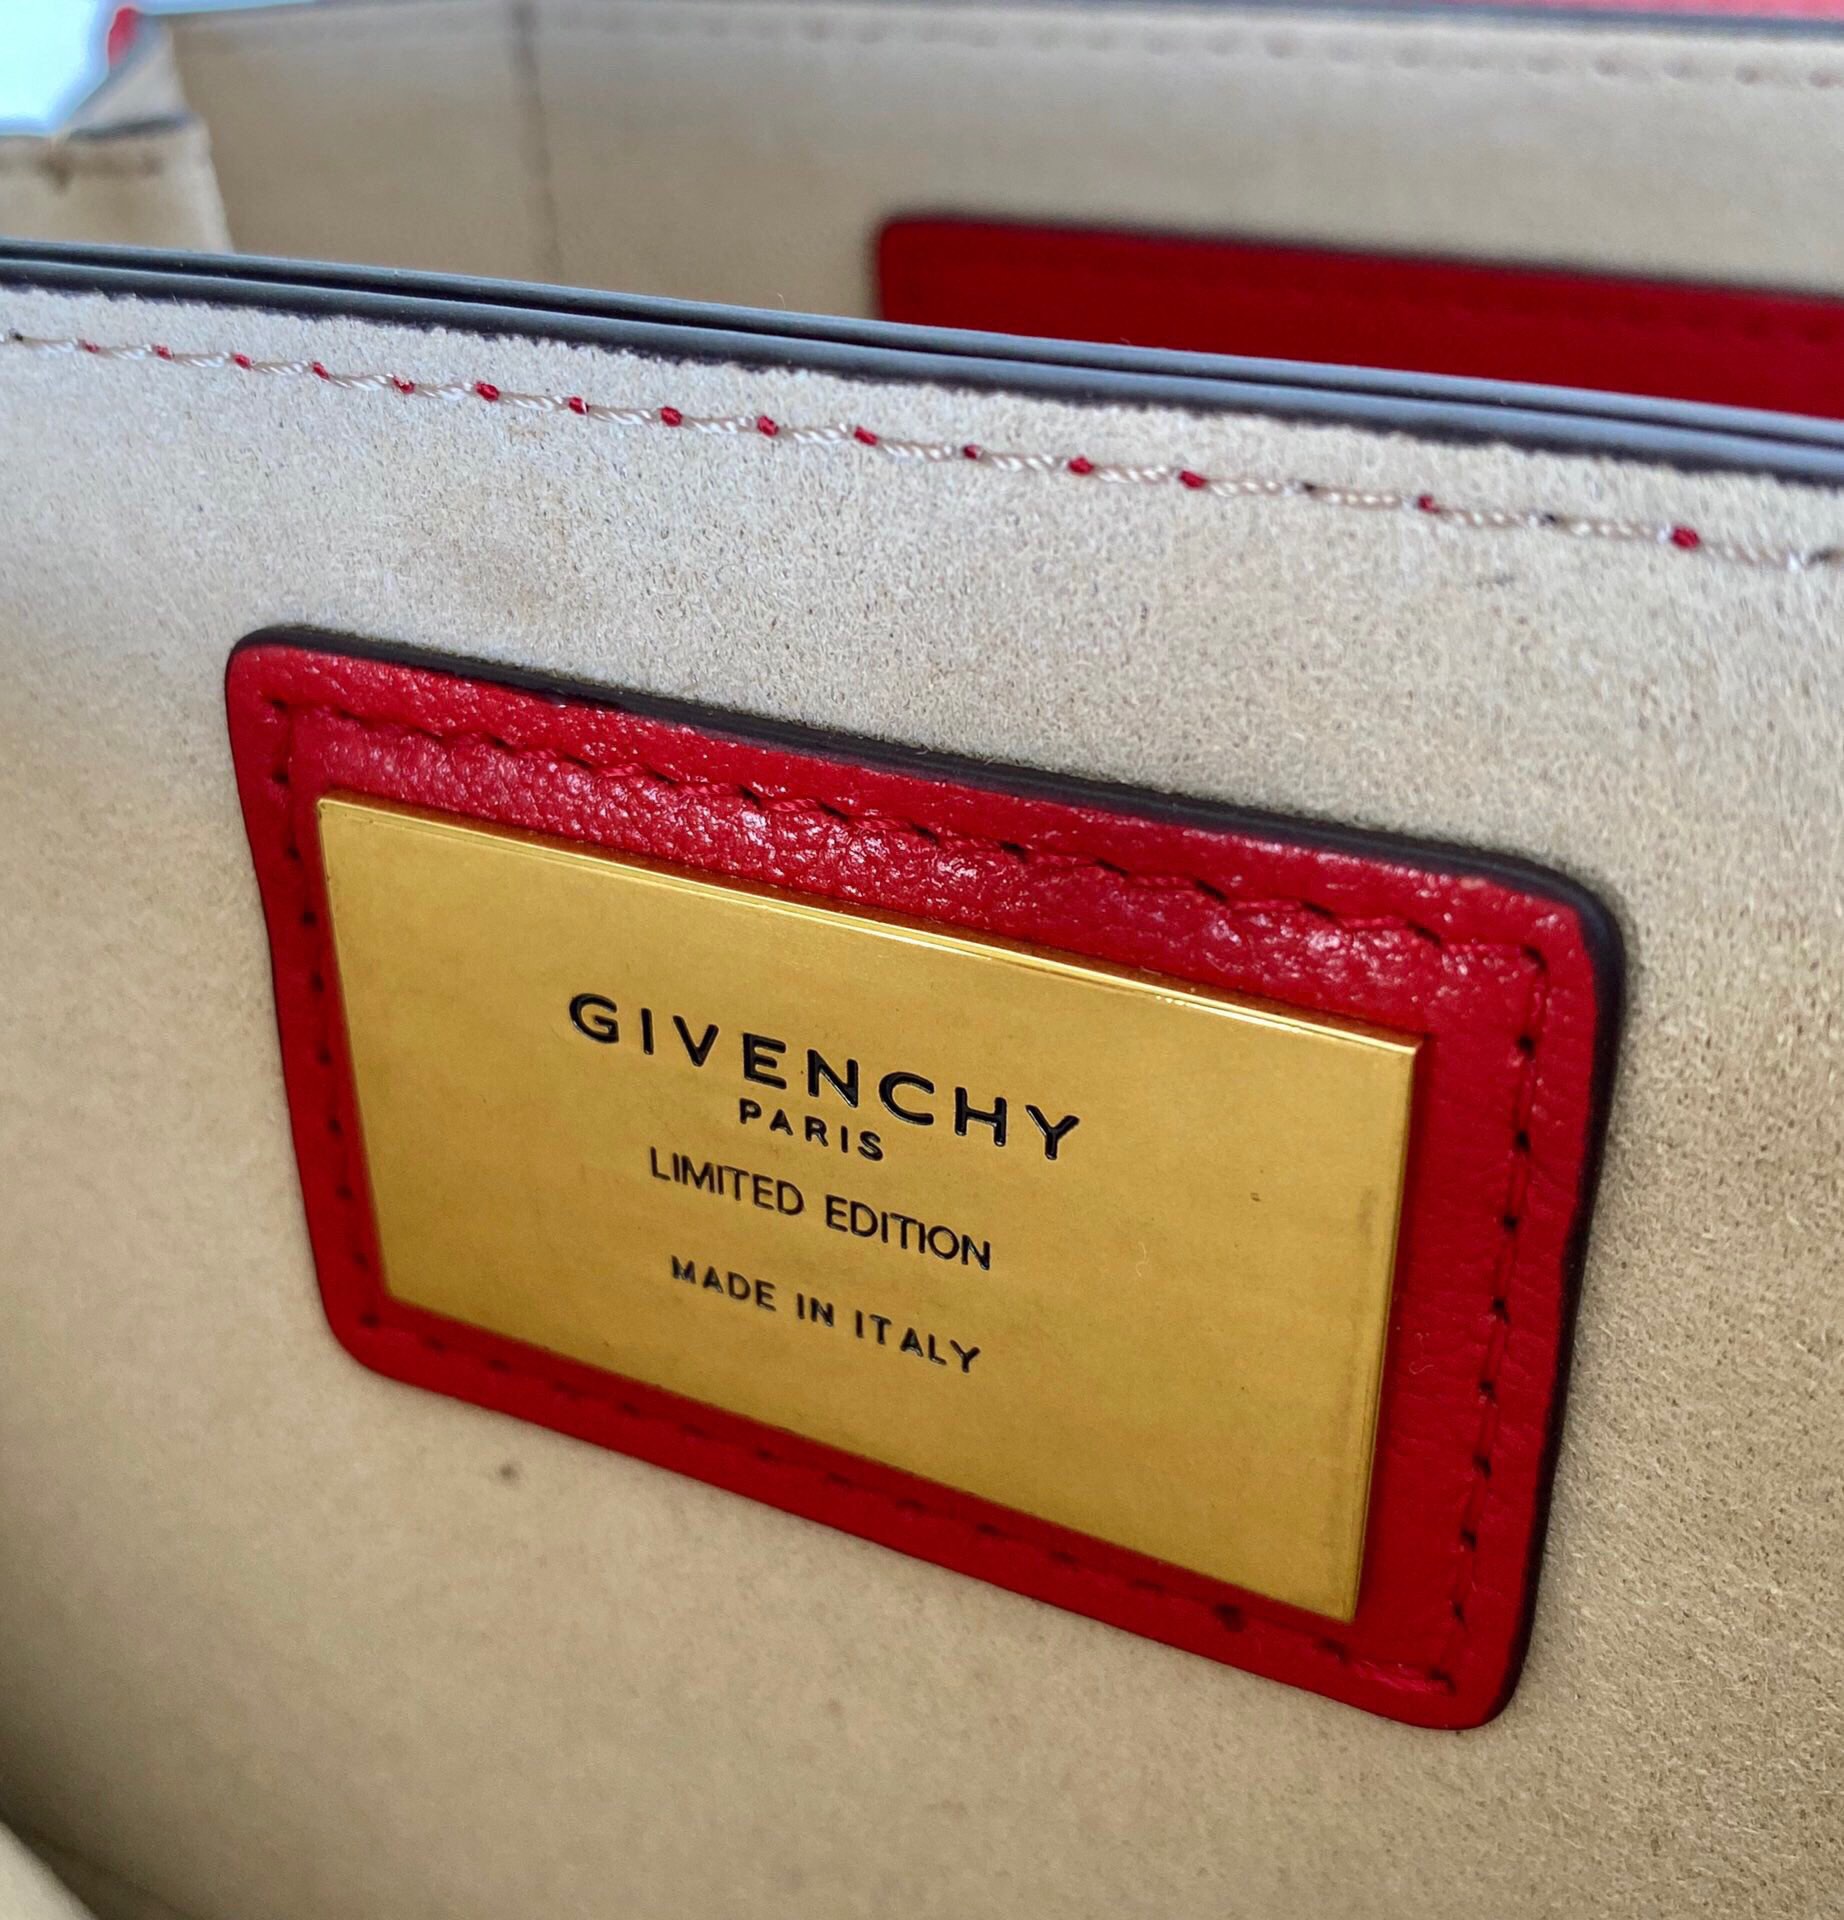 GIVENCHY
PARIS
LIMITED EDITION
MADE IN ITALY